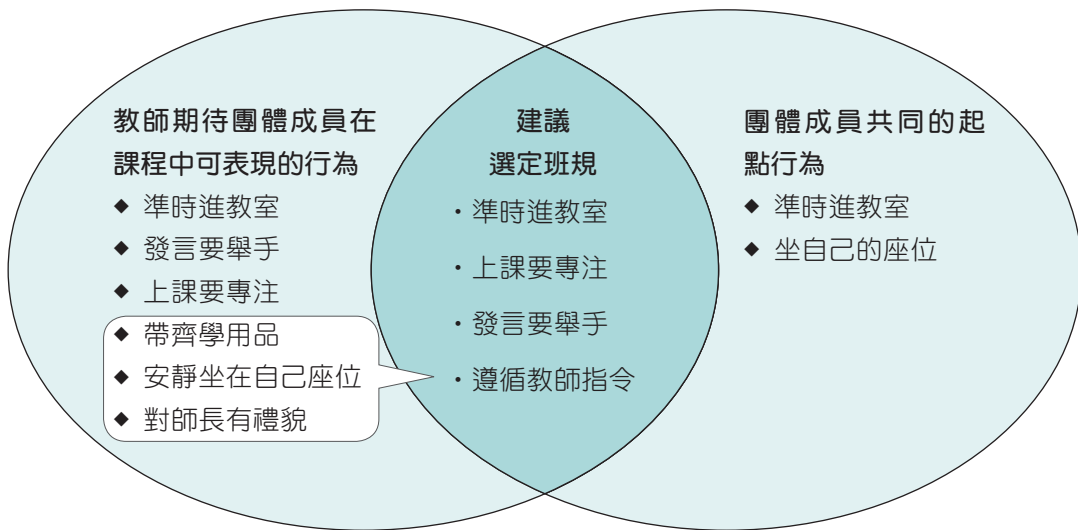 教師期待團體成員在
課程中可表現的行為
◆ 準時進教室
◆ 發言要舉手
◆ 上課要專注
◆ 帶齊學用品
◆ 安靜坐在自己座位
◆ 對師長有禮貌
建議
選定班規
・準時進教室
・上課要專注
・發言要舉手
・遵循教師指令
團體成員共同的起
點行為
◆ 準時進教室
◆ 坐自己的座位